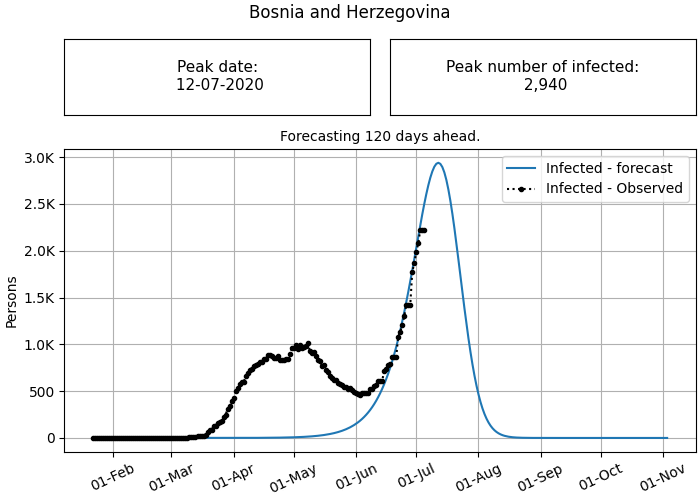 Bosnia and Herzegovina
Peak date:
12-07-2020
Peak number of infected:
2,940
Forecasting 120 days ahead.
Persons
3.0K
2.5K
2.0K
1.5K
1.0K
500
0
Infected - forecast
Infected - Observed
01-Feb
01-Mar
01-Apr
01-May
01-Jun
01-Jul
01-Aug
01-Sep
01-Oct
01-Nov